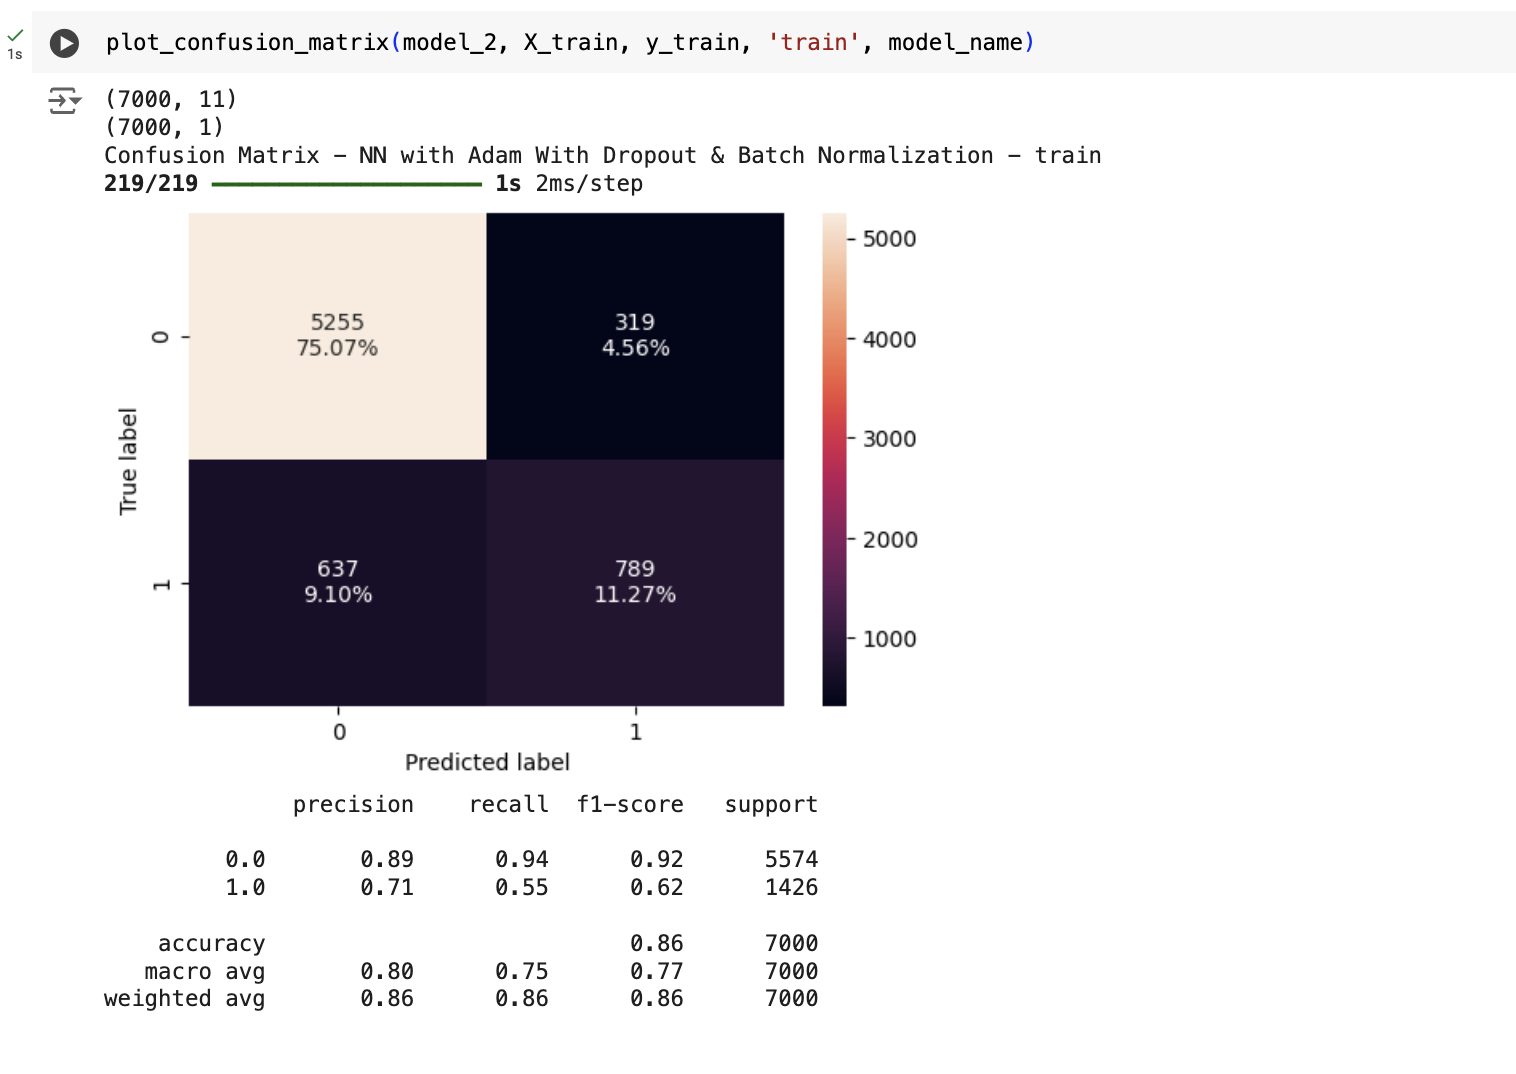 plot_confusion_matrix(model_2, X_train, y_train, 'train', model_name)
1s
(7000, 11)
(7000, 1)
Confusion Matrix – NN with Adam With Dropout & Batch Normalization – train
219/219 1s 2ms/step
5255 319
75.07% 4.56%
637 789
9.10% 11.27%
0
1
True label
0 1
Predicted label
5000
4000
3000
2000
1000
precision recall f1-score support
0.0 0.89 0.94 0.92 5574
1.0 0.71 0.55 0.62 1426
accuracy 0.86 7000
macro avg 0.80 0.75 0.77 7000
weighted avg 0.86 0.86 0.86 7000